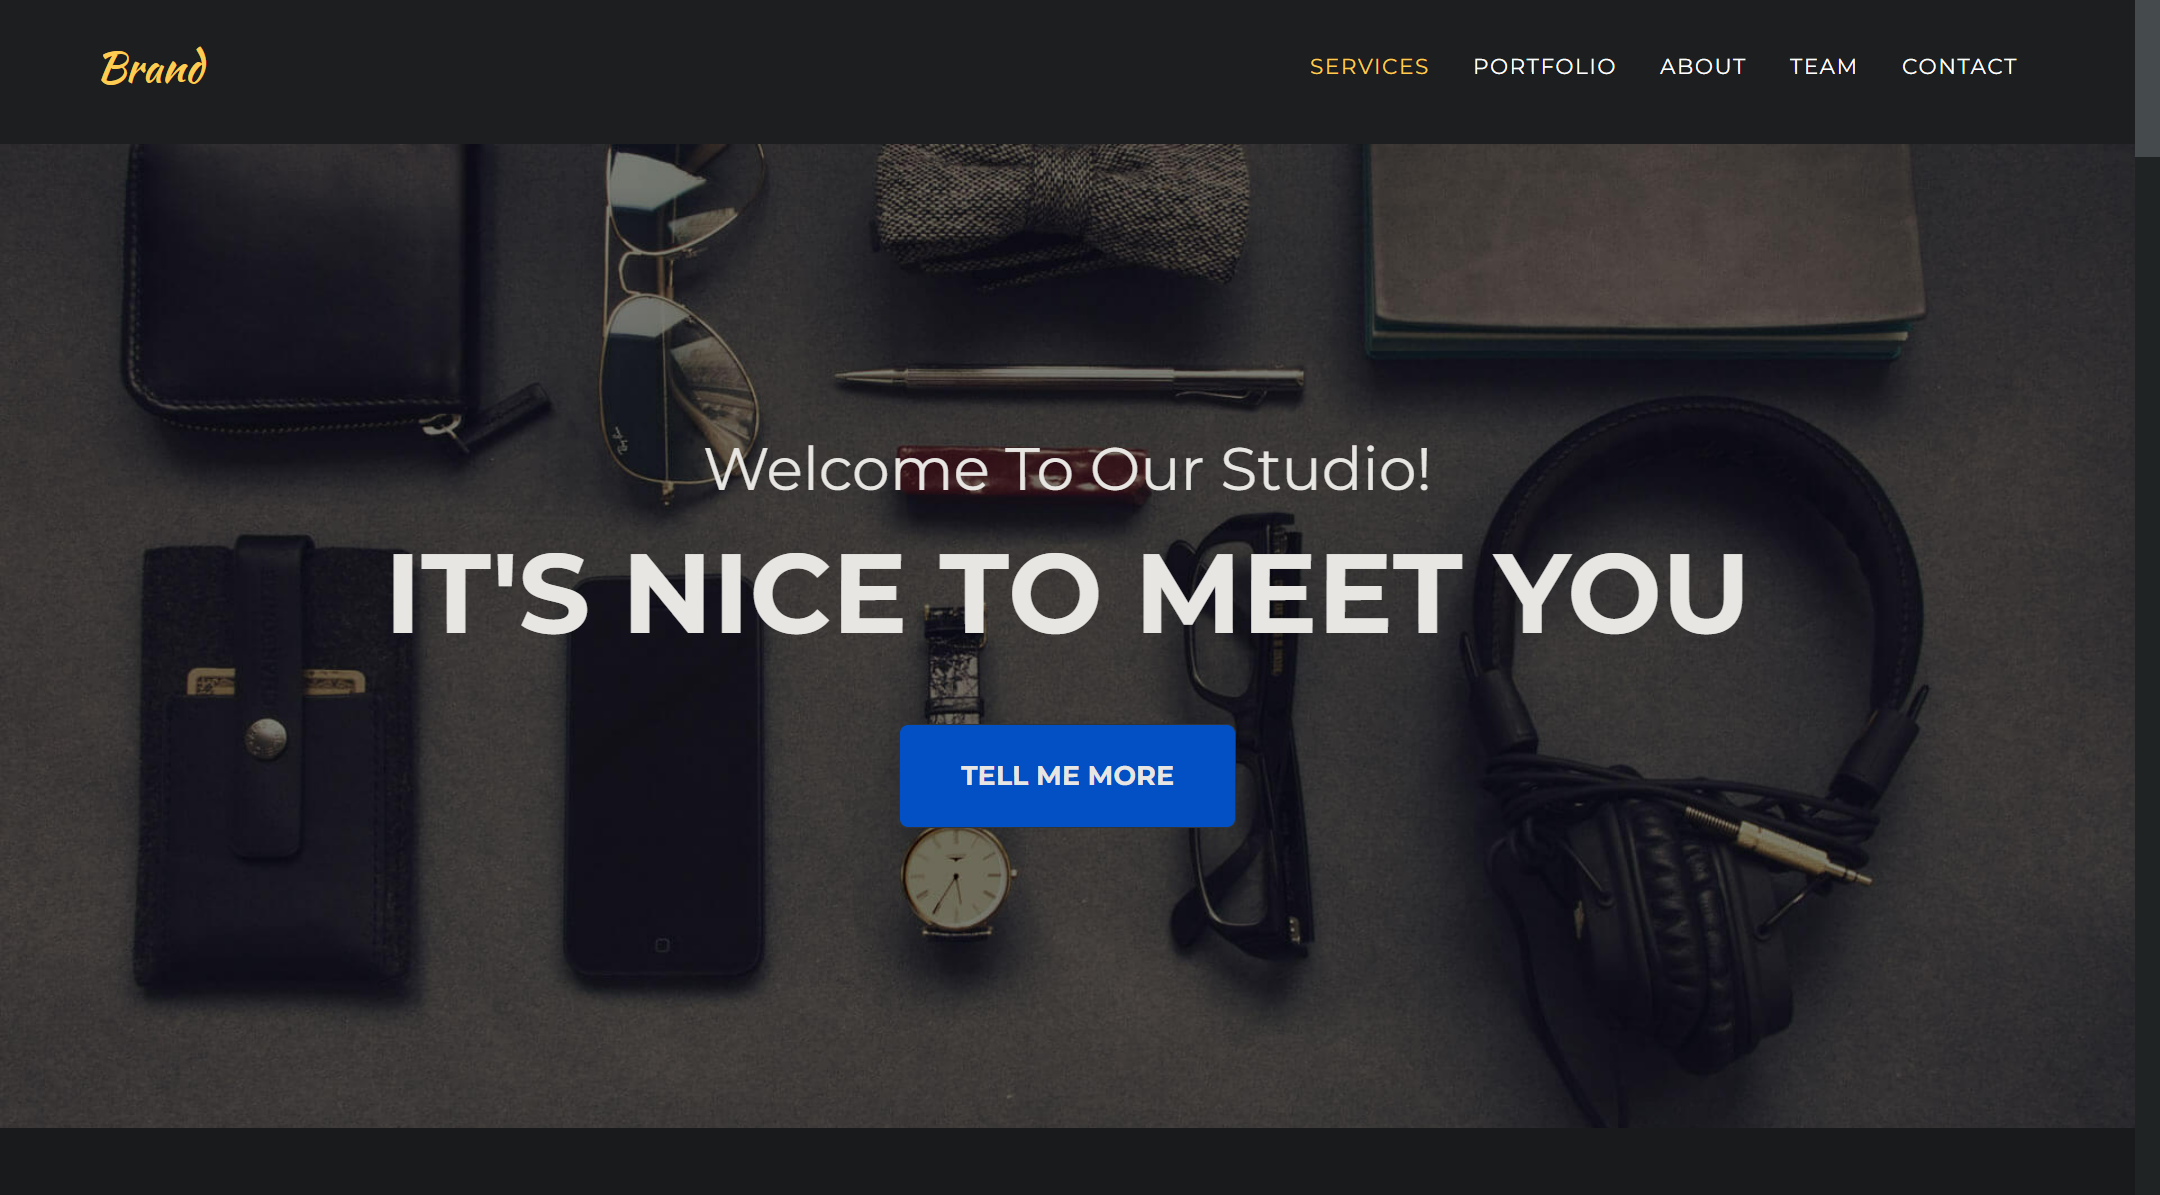 Brand
SERVICES PORTFOLIO ABOUT TEAM CONTACT
Welcome To Our Studio!
IT'S NICE TO MEET YOU
TELL ME MORE